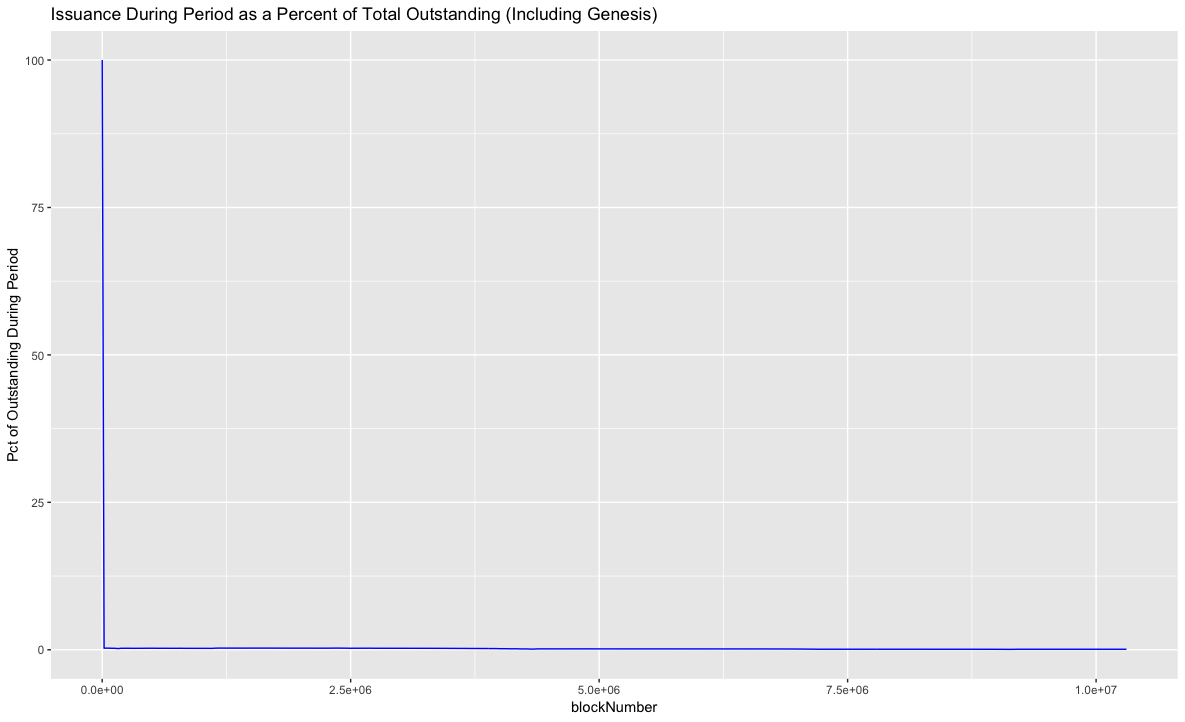 Issuance During Period as a Percent of Total Outstanding (Including Genesis)
Pct of Outstanding During Period
100
75
50
25
0
0.0e+00 2.5e+06 5.0e+06 7.5e+06 1.0e+07
blockNumber